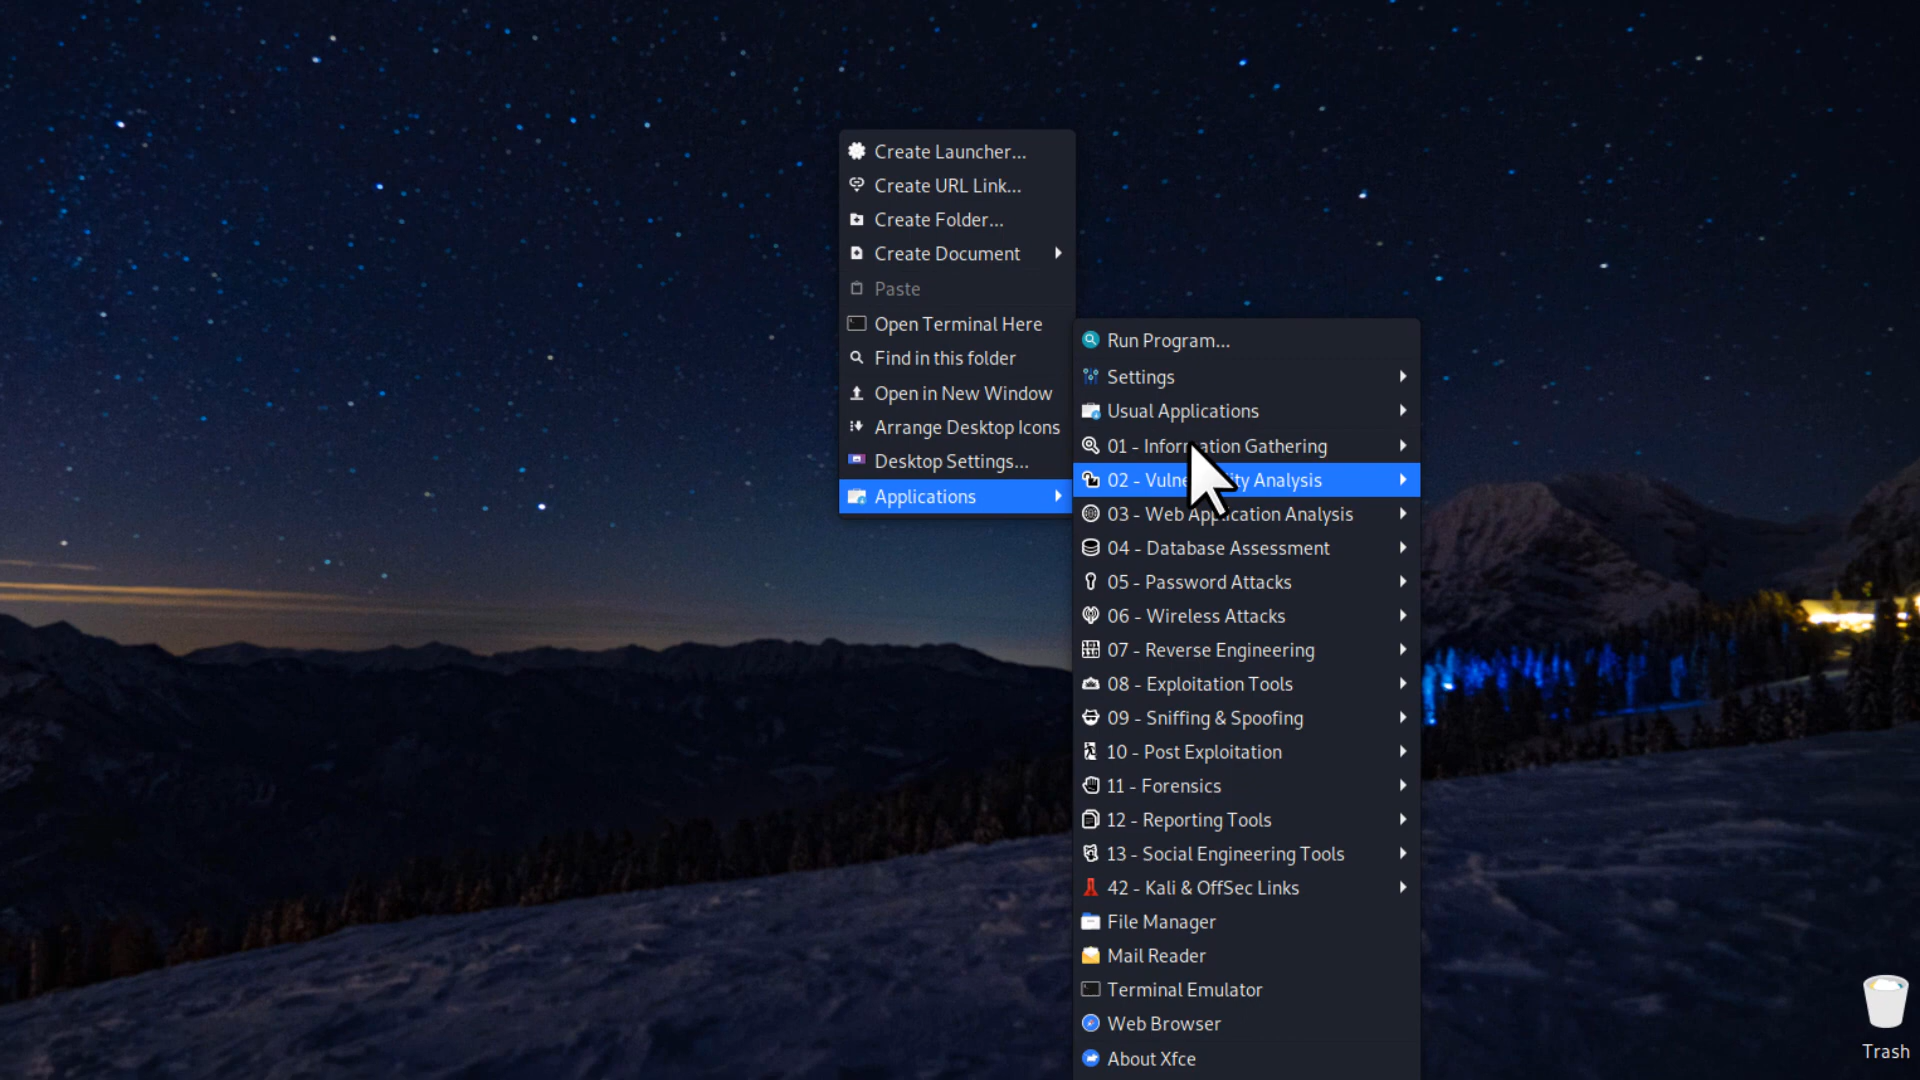 Create Launcher...
Create URL Link...
Create Folder...
Create Document
Paste
Open Terminal Here
Find in this folder
Open in New Window
Arrange Desktop Icons
Desktop Settings...
Applications
Run Program...
Settings
Usual Applications
01 - Information Gathering
02 - Vulnerability Analysis
03 - Web Application Analysis
04 - Database Assessment
05 - Password Attacks
06 - Wireless Attacks
07 - Reverse Engineering
08 - Exploitation Tools
09 - Sniffing & Spoofing
10 - Post Exploitation
11 - Forensics
12 - Reporting Tools
13 - Social Engineering Tools
42 - Kali & OffSec Links
File Manager
Mail Reader
Terminal Emulator
Web Browser
About Xfce
Trash